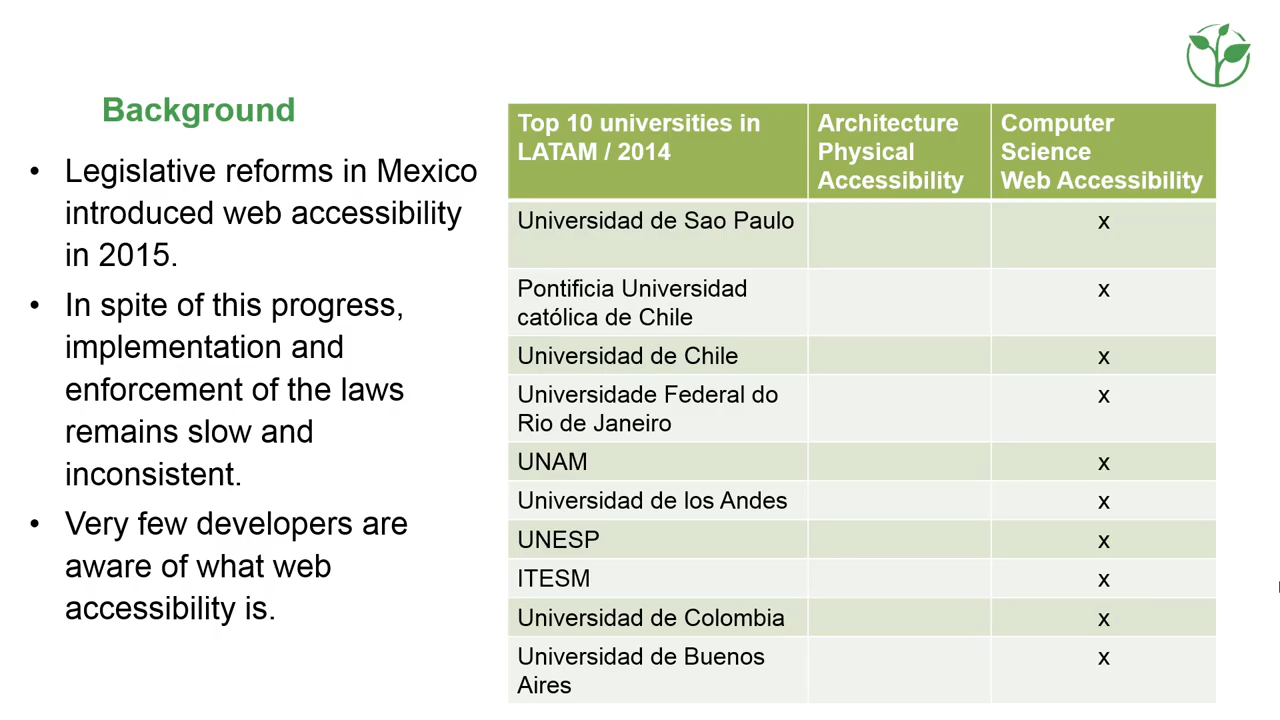 Background
• Legislative reforms in Mexico
introduced web accessibility
in 2015.
• In spite of this progress,
implementation and
enforcement of the laws
remains slow and
inconsistent.
• Very few developers are
aware of what web
accessibility is.
Top 10 universities in
LATAM / 2014
Architecture
Physical
Accessibility
Computer
Science
Web Accessibility
Universidad de Sao Paulo
x
Pontificia Universidad
católica de Chile
x
Universidad de Chile
x
Universidade Federal do
Rio de Janeiro
x
UNAM
x
Universidad de los Andes
x
UNESP
x
ITESM
x
Universidad de Colombia
x
Universidad de Buenos
Aires
x